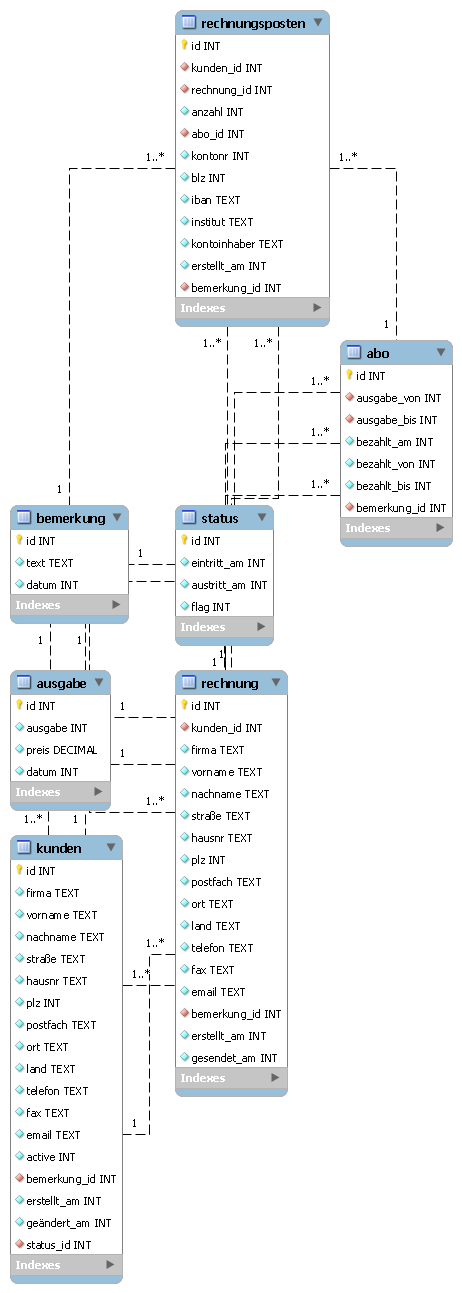 rechnungsposten
id INT
kunden_id INT
rechnung_id INT
anzahl INT
abo_id INT
kontonr INT
blz INT
iban TEXT
institut TEXT
kontoinhaber TEXT
erstellt_am INT
bemerkung_id INT
Indexes
1..*
1..*
1..*
1..*
1
1
abo
id INT
ausgabe_von INT
ausgabe_bis INT
bezahlt_am INT
bezahlt_von INT
bezahlt_bis INT
bemerkung_id INT
Indexes
1..*
1..*
1..*
bemerkung
id INT
text TEXT
datum INT
Indexes
1
status
id INT
eintritt_am INT
austritt_am INT
flag INT
Indexes
1
1
1
1
ausgabe
id INT
ausgabe INT
preis DECIMAL
datum INT
Indexes
1
1
1..*
1
1..*
rechnung
id INT
kunden_id INT
firma TEXT
vorname TEXT
nachname TEXT
straße TEXT
hausnr TEXT
plz INT
postfach TEXT
ort TEXT
land TEXT
telefon TEXT
fax TEXT
email TEXT
bemerkung_id INT
erstellt_am INT
gesendet_am INT
Indexes
1..*
1..*
1
kunden
id INT
firma TEXT
vorname TEXT
nachname TEXT
straße TEXT
hausnr TEXT
plz INT
postfach TEXT
ort TEXT
land TEXT
telefon TEXT
fax TEXT
email TEXT
active INT
bemerkung_id INT
erstellt_am INT
geändert_am INT
status_id INT
Indexes